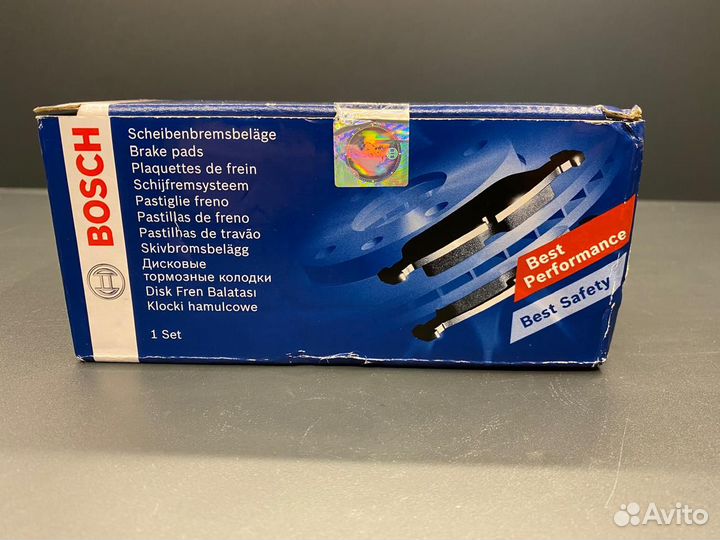 BOSCH
Scheibenbremsbeläge
Brake pads
Plaquettes de frein
Schijfremsysteem
Pastiglie freno
Pastillas de freno
Pastilhas de travão
Skivbromsbelägg
Дисковые
тормозные колодки
Disk Fren Balatası
Klocki hamulcowe
1 Set
Best
Performance
Best Safety
Avito